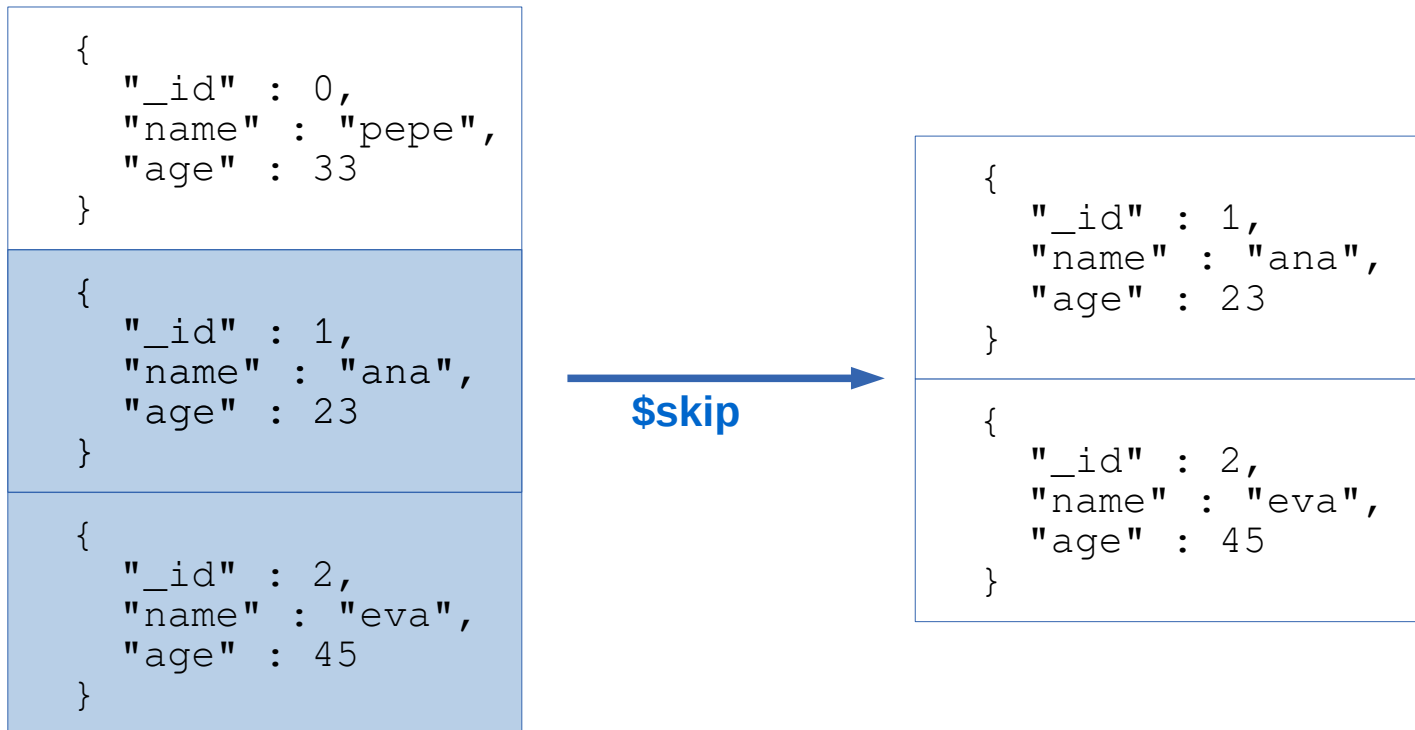 {
"_id" : 0,
"name" : "pepe",
"age" : 33
}
{
"_id" : 1,
"name" : "ana",
"age" : 23
}
{
"_id" : 2,
"name" : "eva",
"age" : 45
}
$skip
{
"_id" : 1,
"name" : "ana",
"age" : 23
}
{
"_id" : 2,
"name" : "eva",
"age" : 45
}